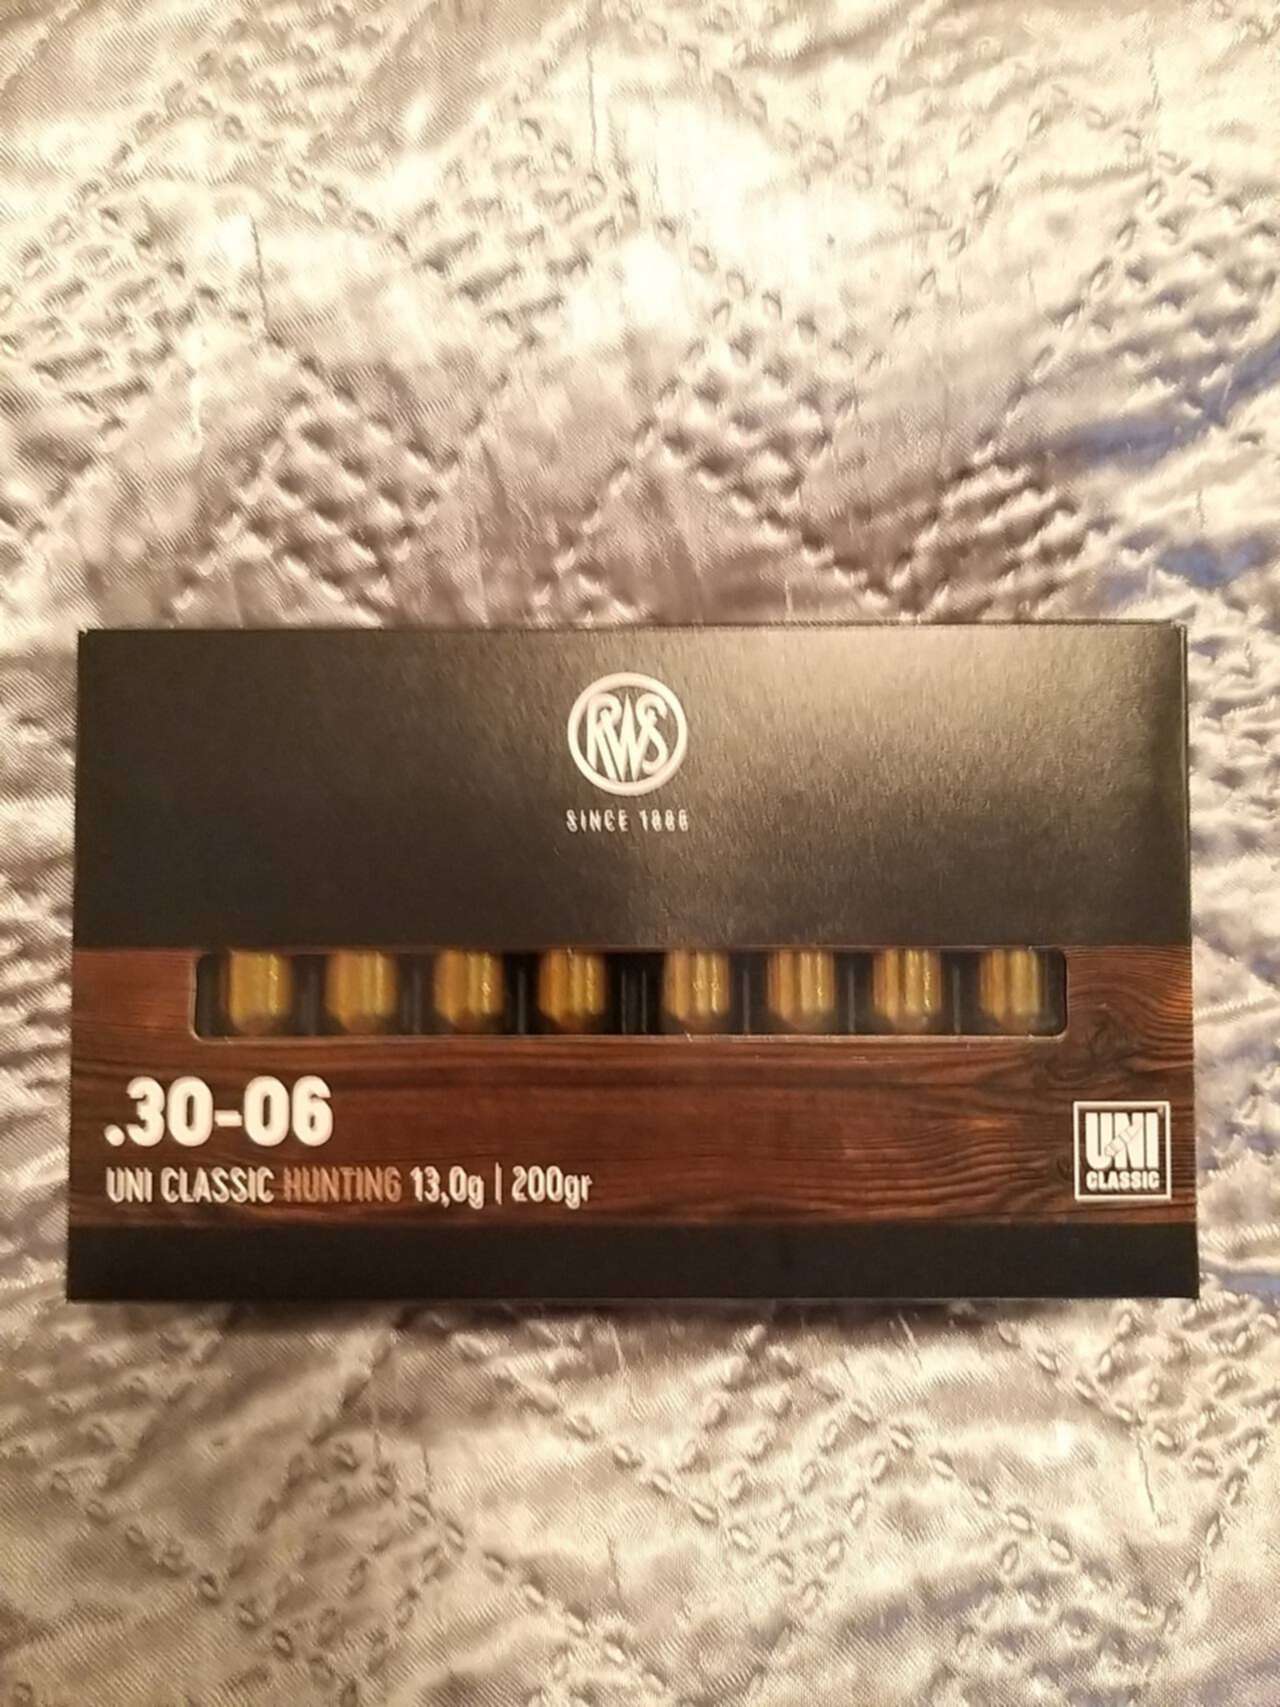 RWS
SINCE 1886
.30-06
UNI CLASSIC HUNTING 13,0g | 200gr
UNI
CLASSIC